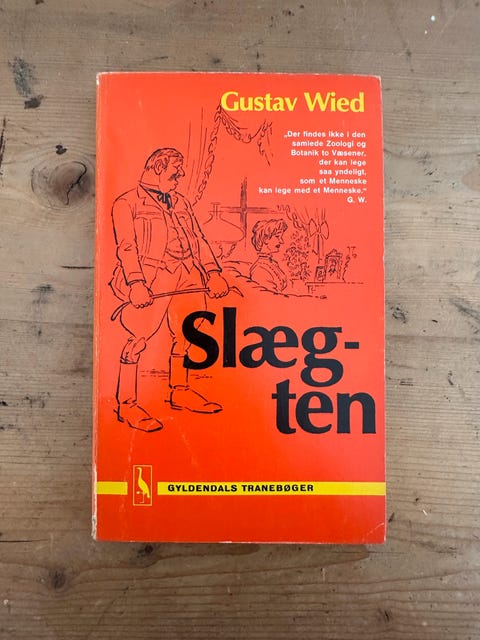 Gustav Wied
„Der findes ikke i den
samlede Zoologi og
Botanik to Væsener,
der kan lege
saa yndeligt,
som et Menneske
kan lege med et Menneske.“
G. W.
Slæg-
ten
GYLDENDALS TRANEBØGER